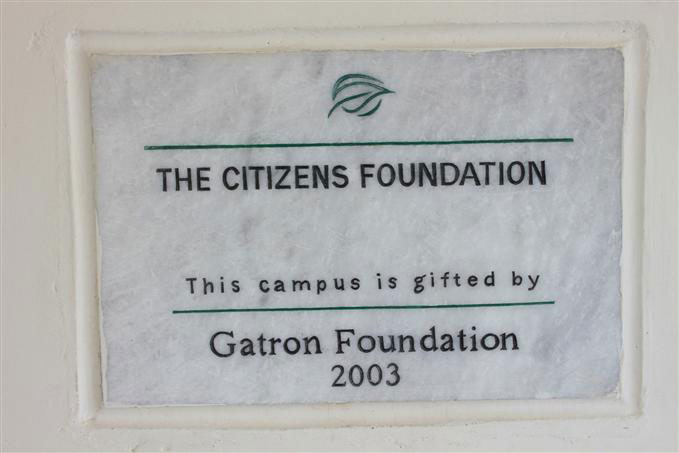 THE CITIZENS FOUNDATION
This campus is gifted by
Gatron Foundation
2003